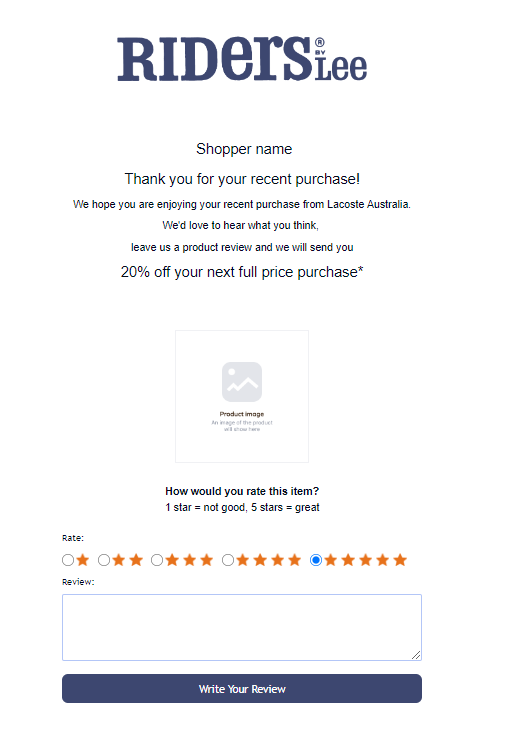 RIDERS® BY Lee
Shopper name
Thank you for your recent purchase!
We hope you are enjoying your recent purchase from Lacoste Australia.
We'd love to hear what you think,
leave us a product review and we will send you
20% off your next full price purchase*
Product image
An image of the product
will show here
How would you rate this item?
1 star = not good, 5 stars = great
Rate:
Review:
Write Your Review